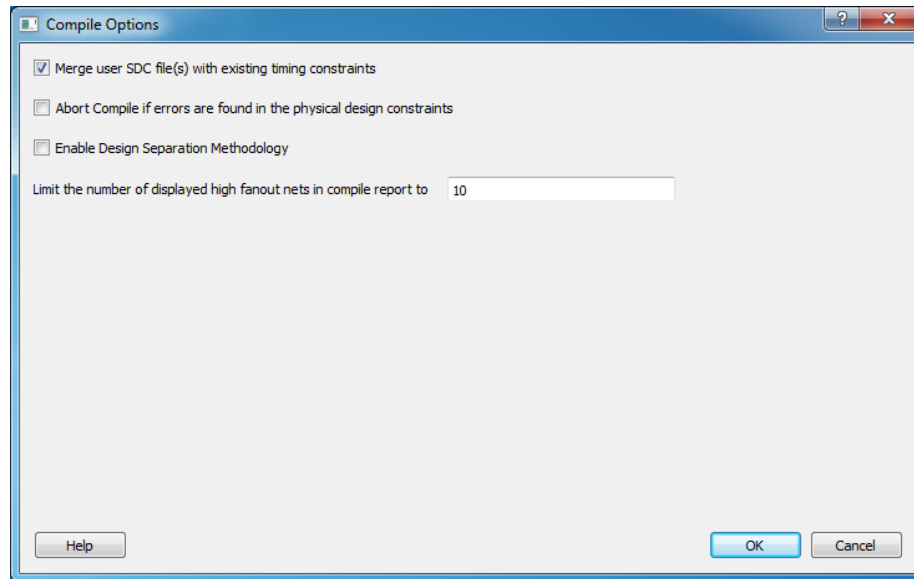 Compile Options
Merge user SDC file(s) with existing timing constraints
Abort Compile if errors are found in the physical design constraints
Enable Design Separation Methodology
Limit the number of displayed high fanout nets in compile report to 10
Help OK Cancel